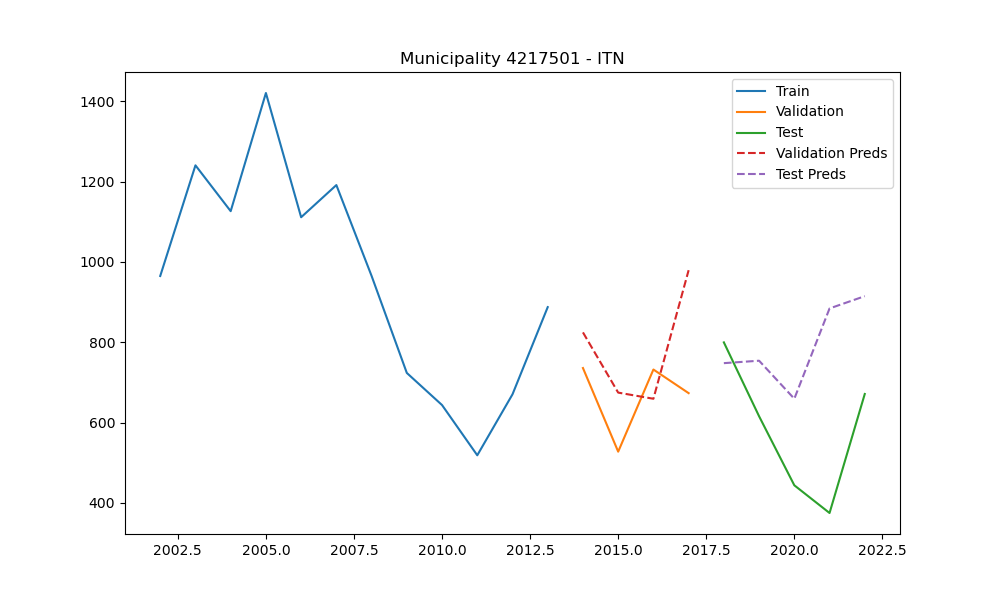 Municipality 4217501 - ITN
1400
1200
1000
800
600
400
2002.5
2005.0
2007.5
2010.0
2012.5
2015.0
2017.5
2020.0
2022.5
Train
Validation
Test
Validation Preds
Test Preds